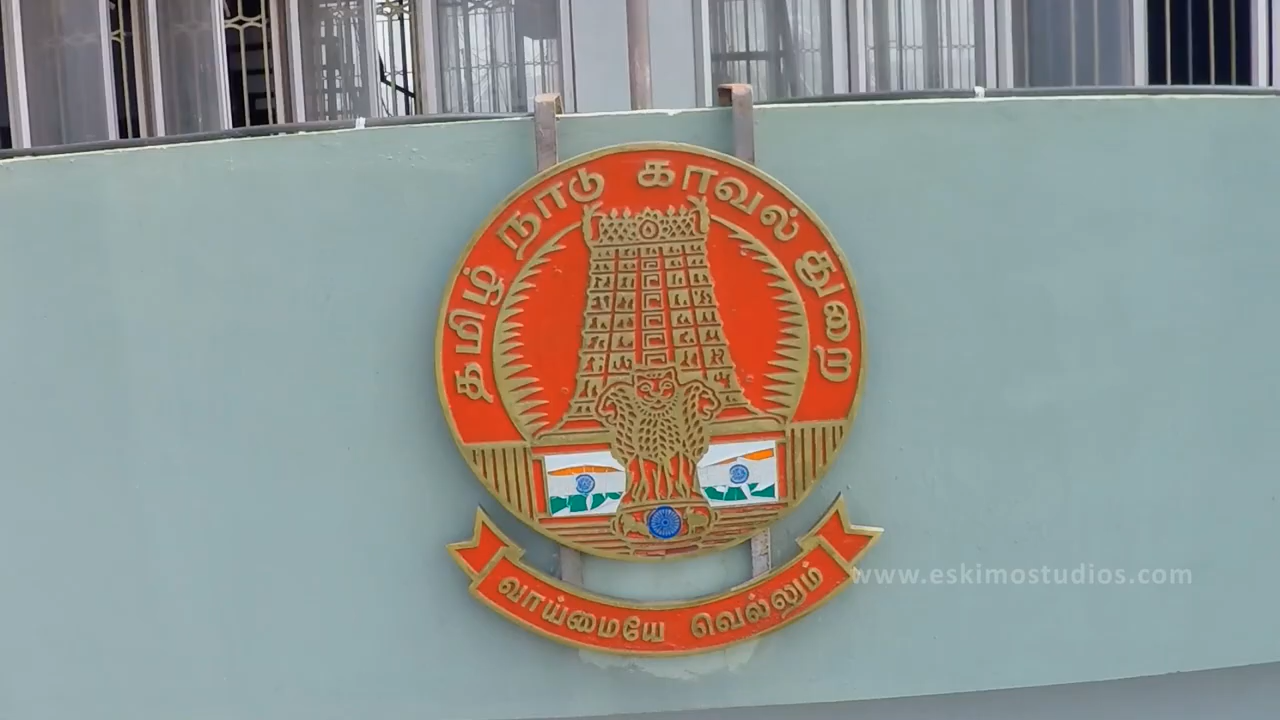 தமிழ் நாடு காவல் துறை
வாய்மையே வெல்லும்
www.eskimostudios.com